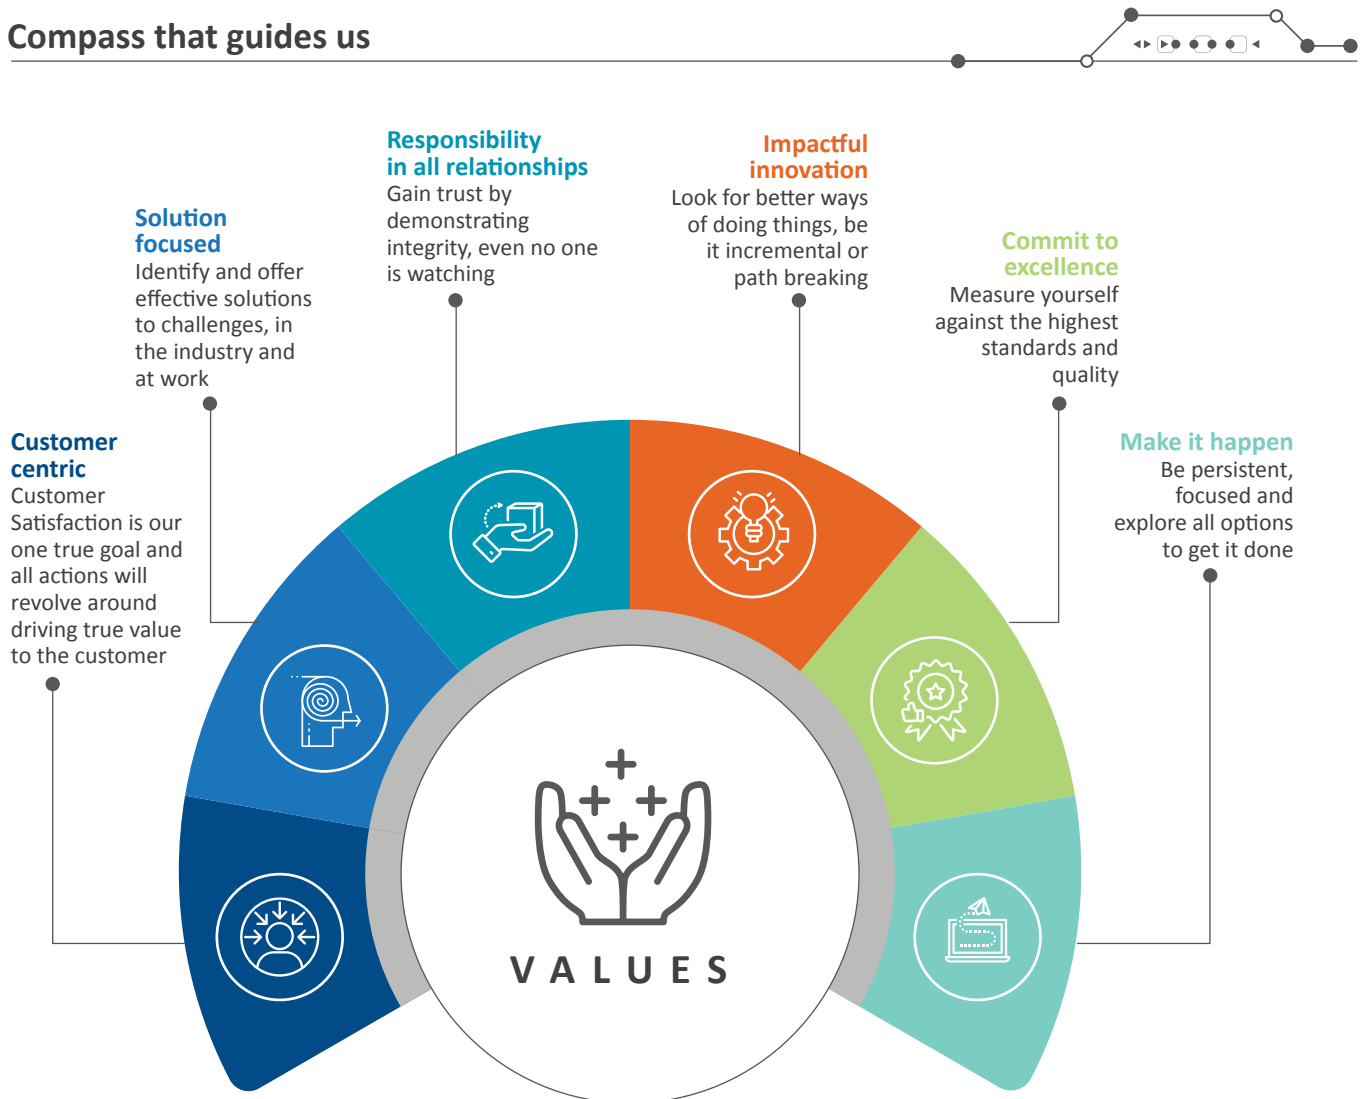 Compass that guides us
Responsibility
in all relationships
Gain trust by
demonstrating
integrity, even no one
is watching
Impactful
innovation
Look for better ways
of doing things, be
it incremental or
path breaking
Solution
focused
Identify and offer
effective solutions
to challenges, in
the industry and
at work
Commit to
excellence
Measure yourself
against the highest
standards and
quality
Customer
centric
Customer
Satisfaction is our
one true goal and
all actions will
revolve around
driving true value
to the customer
Make it happen
Be persistent,
focused and
explore all options
to get it done
VALUES